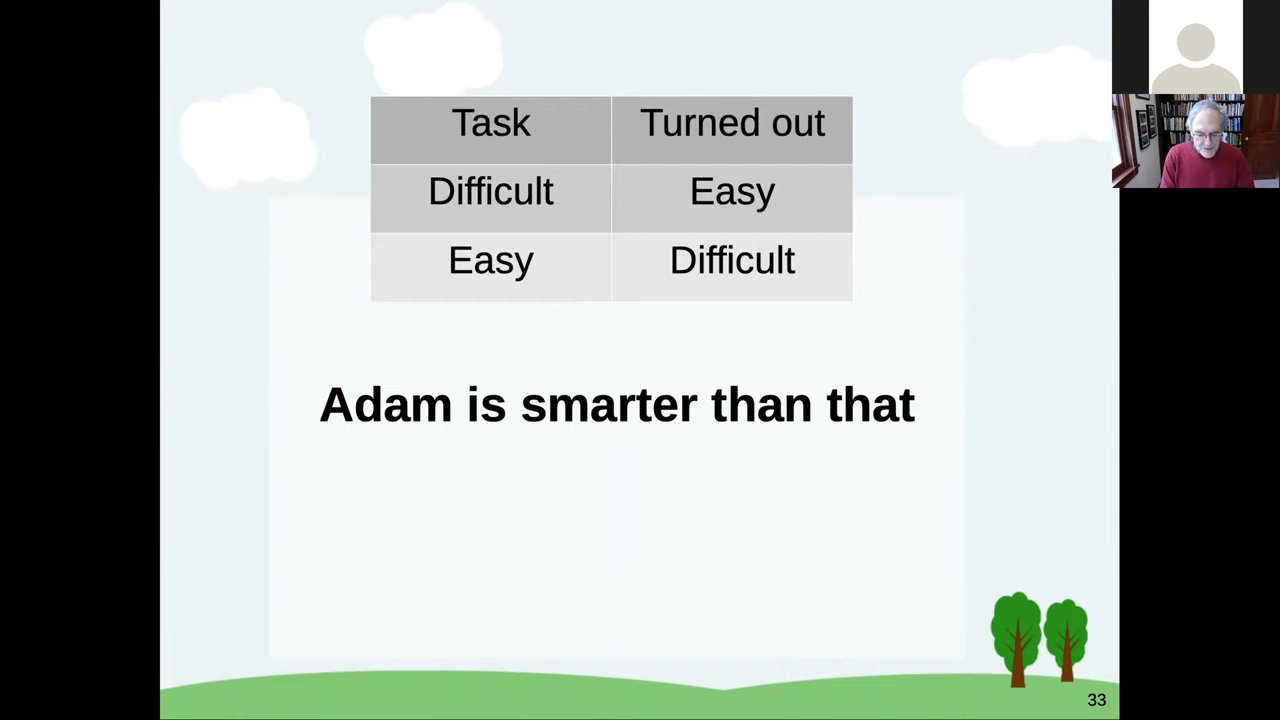 Task Turned out
Difficult Easy
Easy Difficult
Adam is smarter than that
33